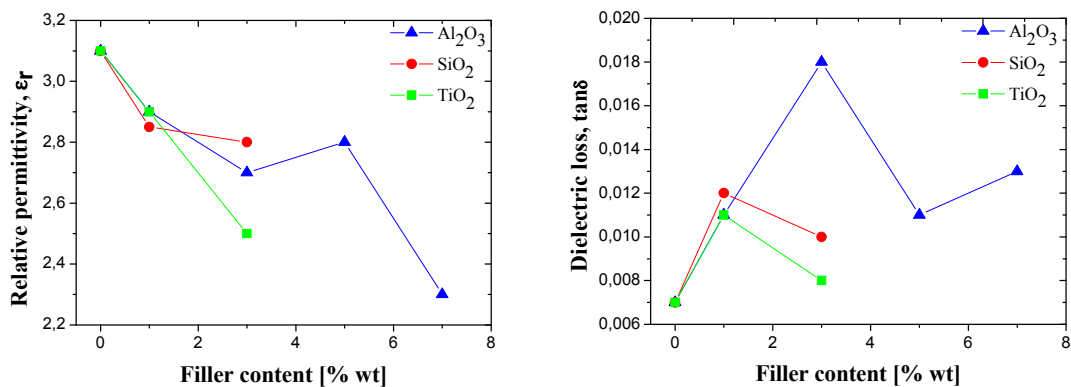 3,2
3,0
2,8
2,6
2,4
2,2
0 2 4 6 8
Relative permittivity, εr
Filler content [% wt]
Al2O3
SiO2
TiO2
0,020
0,018
0,016
0,014
0,012
0,010
0,008
0,006
0 2 4 6 8
Dielectric loss, tanδ
Filler content [% wt]
Al2O3
SiO2
TiO2